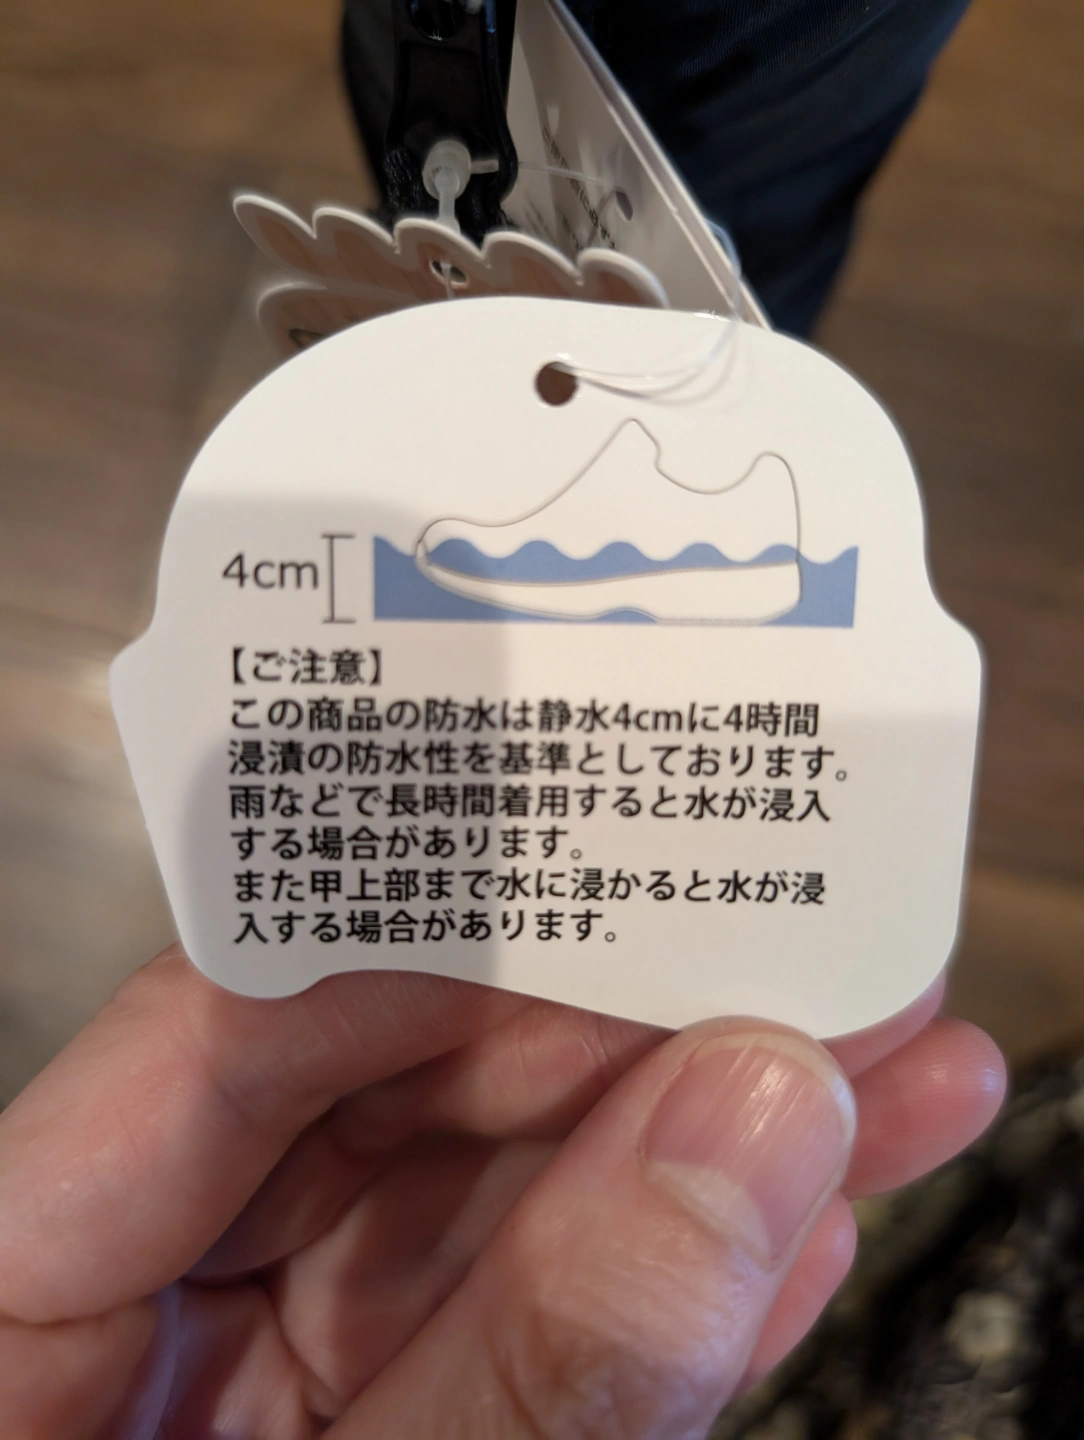 4cm
【ご注意】
この商品の防水は静水4cmに4時間
浸漬の防水性を基準としております。
雨などで長時間着用すると水が浸入
する場合があります。
また甲上部まで水に浸かると水が浸
入する場合があります。